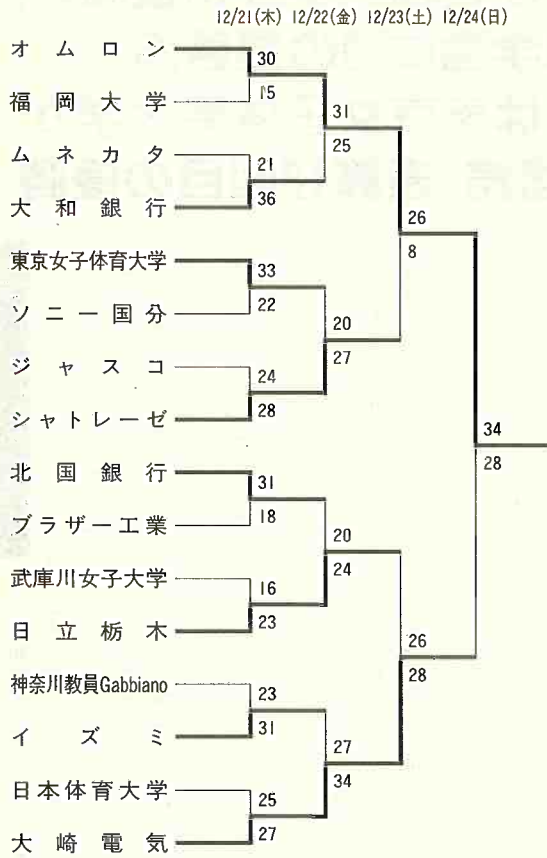 12/21(木) 12/22(金) 12/23(土) 12/24(日)
オムロン
30
福岡大学
15
31
ムネカタ
25
21
大和銀行
36
26
東京女子体育大学
8
33
ソニー国分
22
20
ジャスコ
27
24
シャトレーゼ
28
34
28
北国銀行
31
ブラザー工業
18
20
武庫川女子大学
24
16
日立栃木
23
26
神奈川教員Gabbiano
28
23
イズミ
31
27
日本体育大学
34
25
大崎電気
27